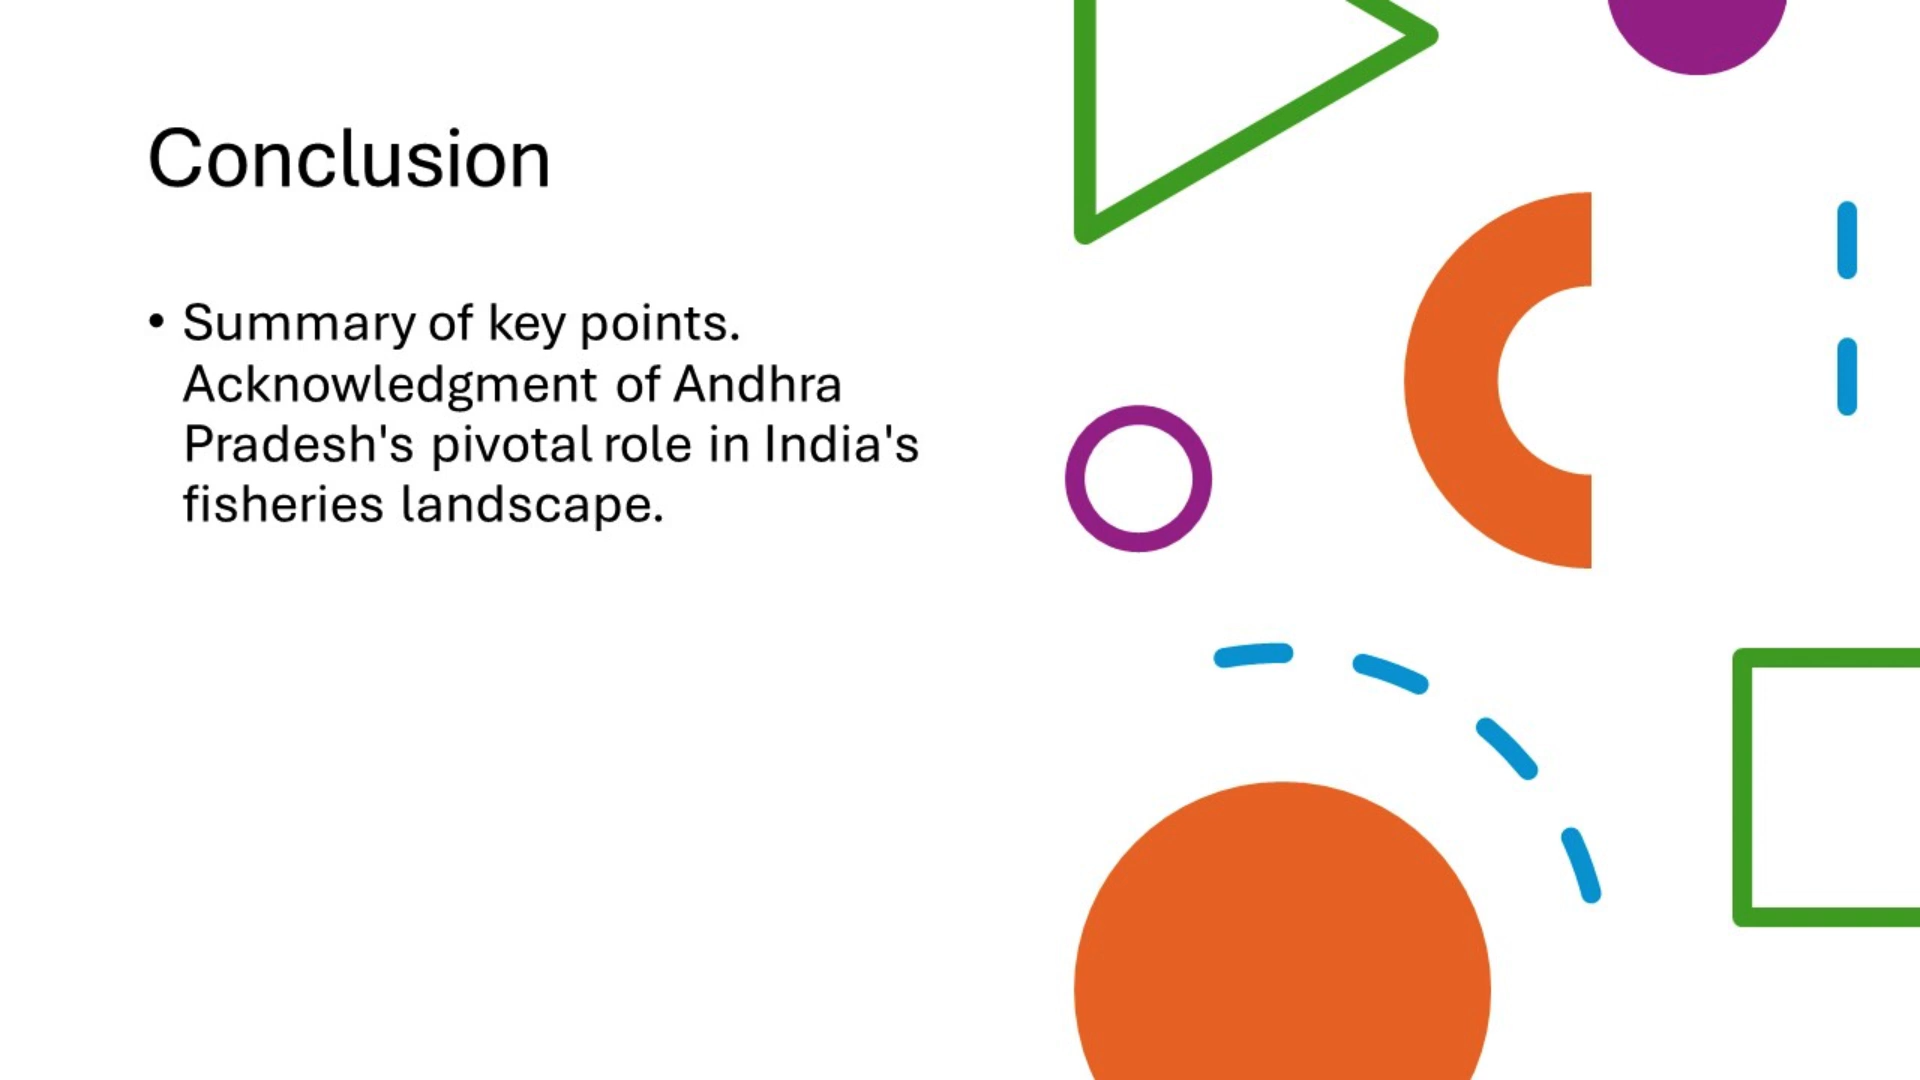 Conclusion
• Summary of key points.
Acknowledgment of Andhra
Pradesh's pivotal role in India's
fisheries landscape.